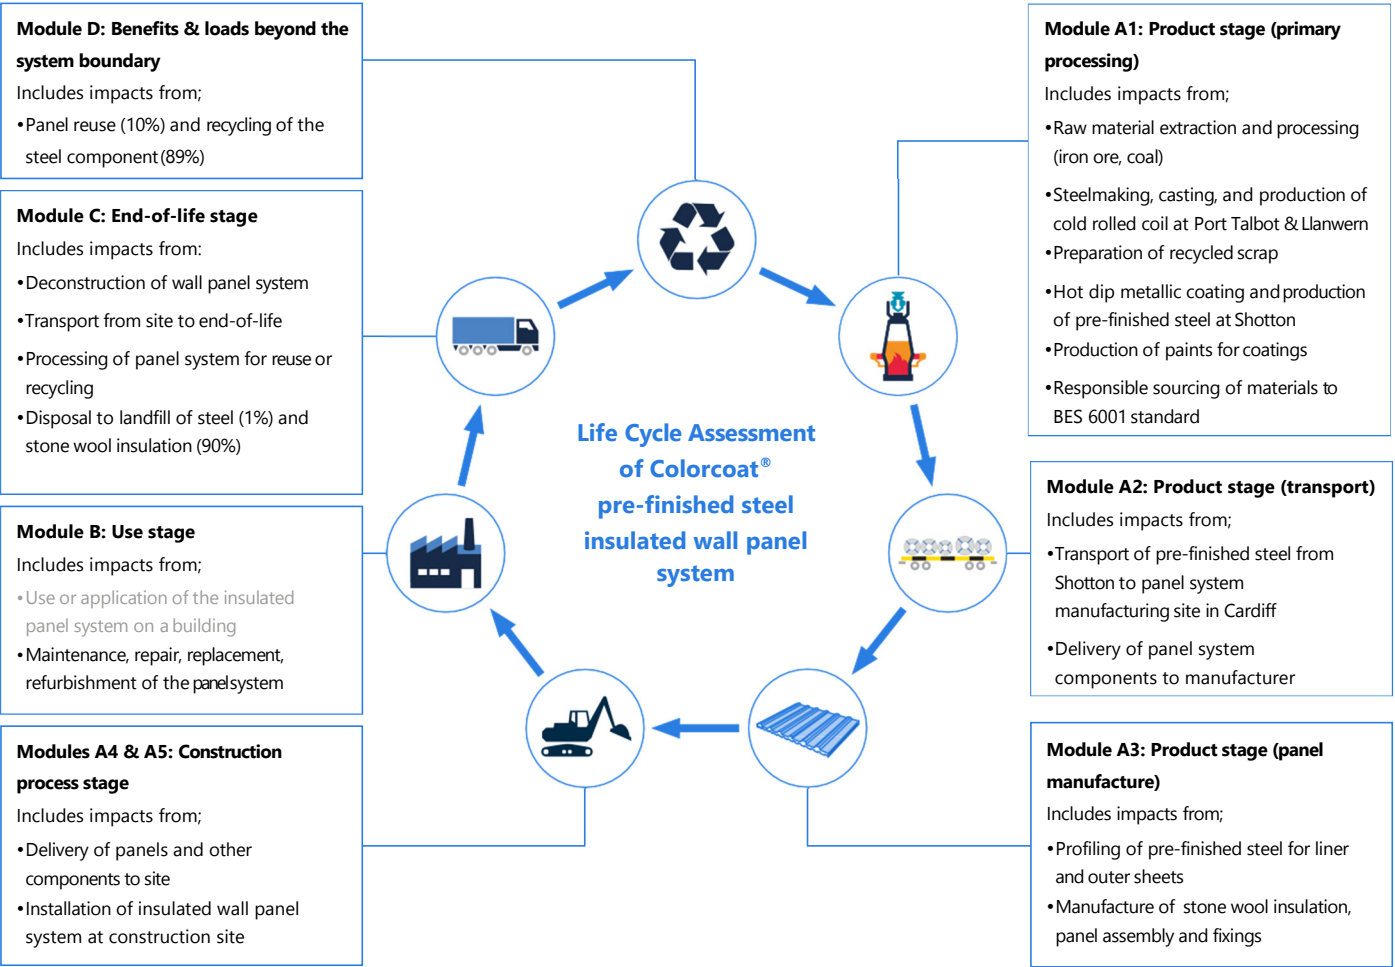 Module D: Benefits & loads beyond the
system boundary
Includes impacts from;
•Panel reuse (10%) and recycling of the
steel component (89%)
Module C: End-of-life stage
Includes impacts from:
•Deconstruction of wall panel system
•Transport from site to end-of-life
•Processing of panel system for reuse or
recycling
•Disposal to landfill of steel (1%) and
stone wool insulation (90%)
Module B: Use stage
Includes impacts from;
•Use or application of the insulated
panel system on a building
•Maintenance, repair, replacement,
refurbishment of the panel system
Modules A4 & A5: Construction
process stage
Includes impacts from;
•Delivery of panels and other
components to site
•Installation of insulated wall panel
system at construction site
Life Cycle Assessment
of Colorcoat®
pre-finished steel
insulated wall panel
system
Module A1: Product stage (primary
processing)
Includes impacts from;
•Raw material extraction and processing
(iron ore, coal)
•Steelmaking, casting, and production of
cold rolled coil at Port Talbot & Llanwern
•Preparation of recycled scrap
•Hot dip metallic coating and production
of pre-finished steel at Shotton
•Production of paints for coatings
•Responsible sourcing of materials to
BES 6001 standard
Module A2: Product stage (transport)
Includes impacts from;
•Transport of pre-finished steel from
Shotton to panel system
manufacturing site in Cardiff
•Delivery of panel system
components to manufacturer
Module A3: Product stage (panel
manufacture)
Includes impacts from;
•Profiling of pre-finished steel for liner
and outer sheets
•Manufacture of stone wool insulation,
panel assembly and fixings